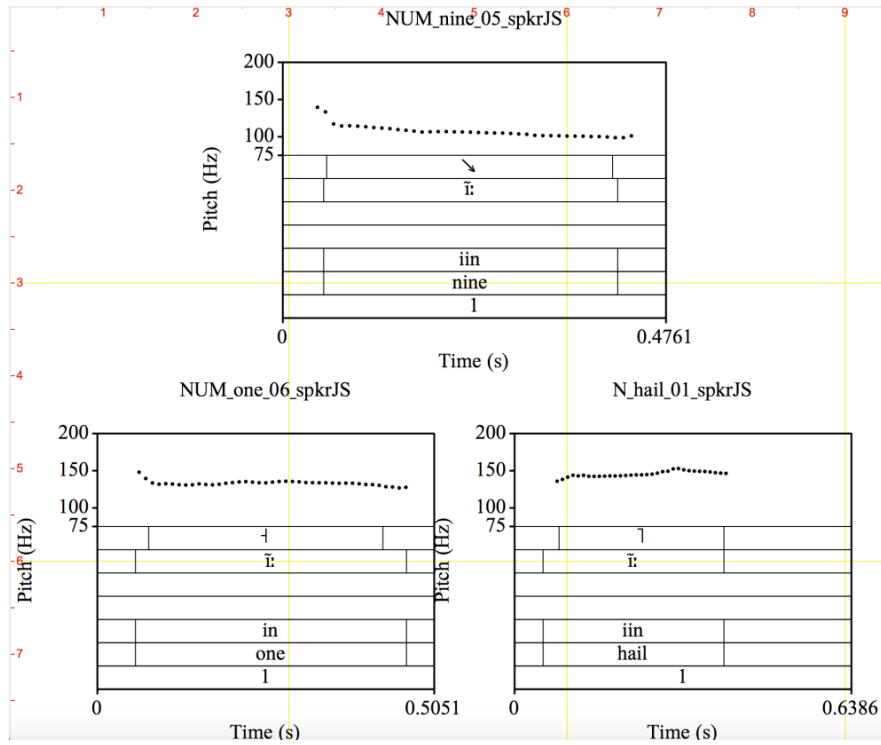 1 2 3 4 5 6 7 8 9
NUM_nine_05_spkrJS
200
-1
150
100
75
Pitch (Hz)
↘
-2
ĩː
iin
-3
nine
1
0 0.4761
Time (s)
-4
NUM_one_06_spkrJS N_hail_01_spkrJS
200 200
-5
150 150
100 100
75 75
Pitch (Hz) Pitch (Hz)
˧ ˥
-6
ĩː ĩː
in iin
-7
one hail
1 1
0 0.5051 0 0.6386
Time (s) Time (s)